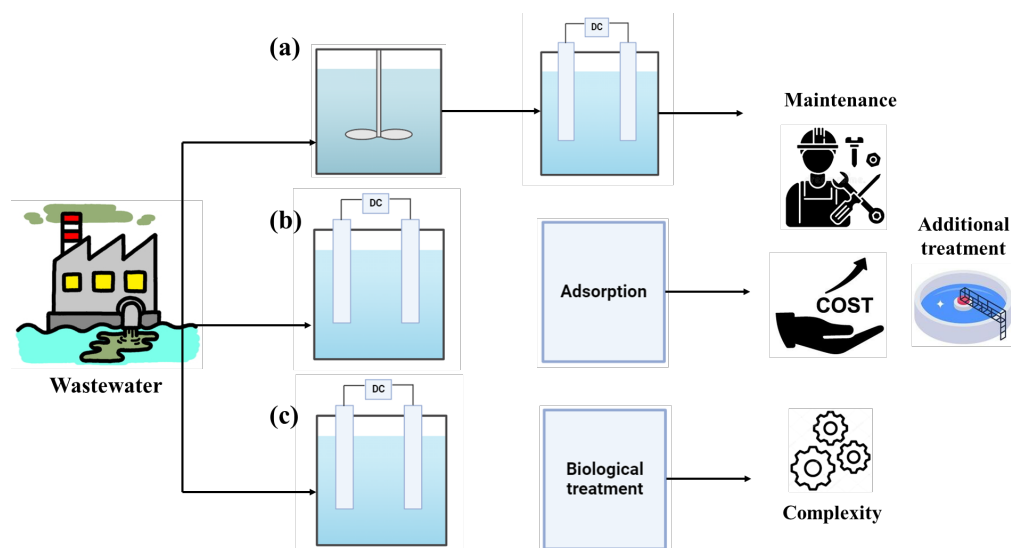 (a)
DC
Maintenance
(b)
DC
Adsorption
COST
Additional
treatment
Wastewater
(c)
DC
Biological
treatment
Complexity